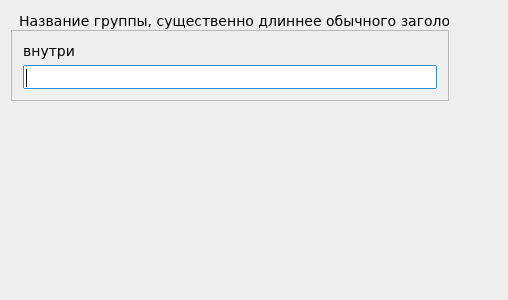 Название группы, существенно длиннее обычного заголо
внутри